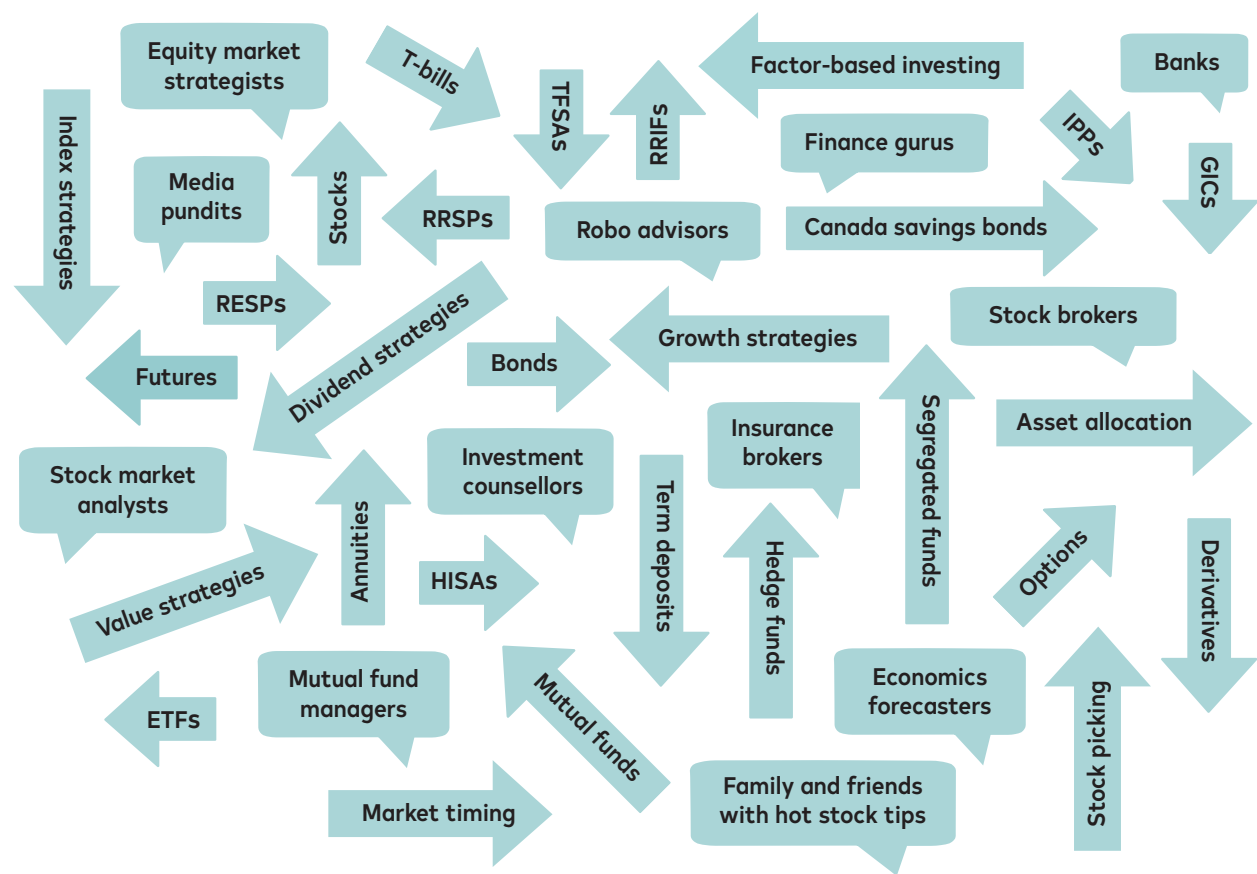 Equity market
strategists
T-bills
TFSAs
RRIFs
Factor-based investing
Banks
Index strategies
Media
pundits
Stocks
RRSPs
Finance gurus
IPPs
GICs
Robo advisors
Canada savings bonds
RESPs
Dividend strategies
Growth strategies
Stock brokers
Futures
Bonds
Segregated funds
Asset allocation
Stock market
analysts
Investment
counsellors
Insurance
brokers
Annuities
Term deposits
Hedge funds
Options
Derivatives
Value strategies
HISAs
Mutual fund
managers
Mutual funds
Economics
forecasters
Stock picking
ETFs
Market timing
Family and friends
with hot stock tips